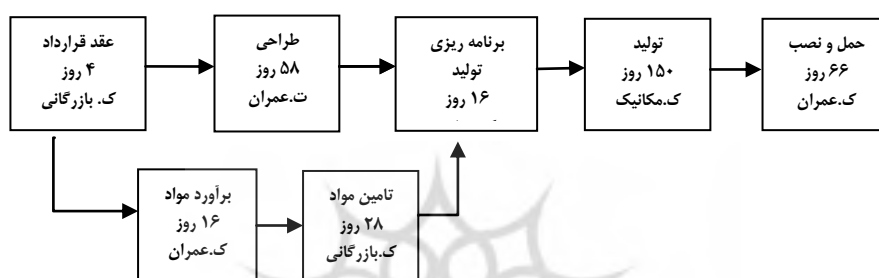 عقد قرارداد
۴ روز
ک. بازرگانی
طراحی
۵۸ روز
ت.عمران
برنامه ریزی
تولید
۱۶ روز
تولید
۱۵۰ روز
ک.مکانیک
حمل و نصب
۶۶ روز
ک.عمران
برآورد مواد
۱۶ روز
ک.عمران
تامین مواد
۲۸ روز
ک.بازرگانی